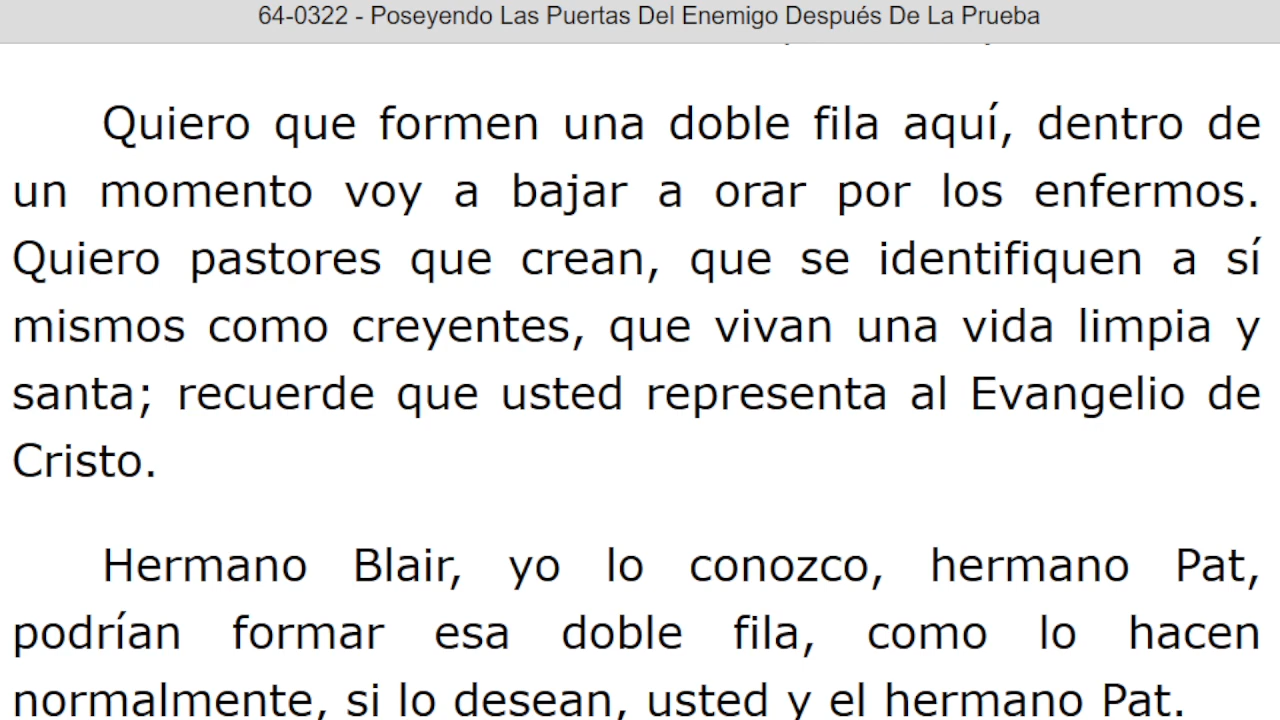 64-0322 - Poseyendo Las Puertas Del Enemigo Después De La Prueba
Quiero que formen una doble fila aquí, dentro de
un momento voy a bajar a orar por los enfermos.
Quiero pastores que crean, que se identifiquen a sí
mismos como creyentes, que vivan una vida limpia y
santa; recuerde que usted representa al Evangelio de
Cristo.
Hermano Blair, yo lo conozco, hermano Pat,
podrían formar esa doble fila, como lo hacen
normalmente, si lo desean, usted y el hermano Pat.